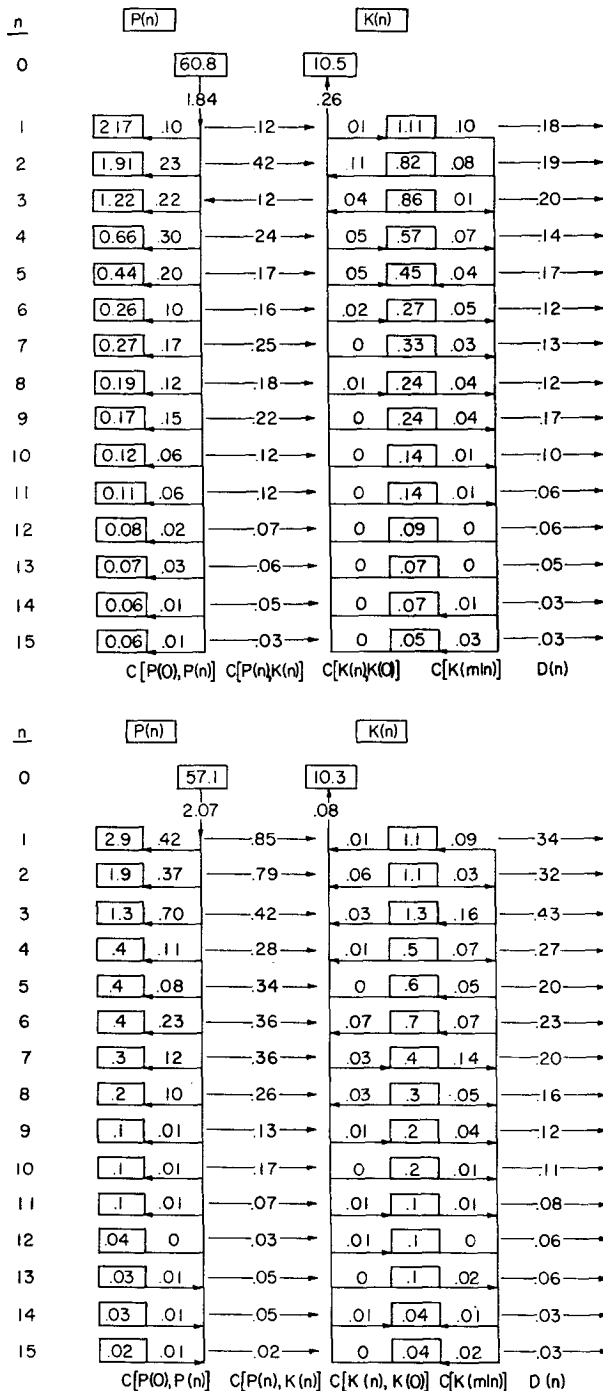 n P(n) K(n)
0 60.8 10.5
1.84 .26
1 2.17 .10 .12 .01 1.11 .10 .18
2 1.91 .23 .42 .11 .82 .08 .19
3 1.22 .22 .12 .04 .86 .01 .20
4 0.66 .30 .24 .05 .57 .07 .14
5 0.44 .20 .17 .05 .45 .04 .17
6 0.26 .10 .16 .02 .27 .05 .12
7 0.27 .17 .25 0 .33 .03 .13
8 0.19 .12 .18 .01 .24 .04 .12
9 0.17 .15 .22 0 .24 .04 .17
10 0.12 .06 .12 0 .14 .01 .10
11 0.11 .06 .12 0 .14 .01 .06
12 0.08 .02 .07 0 .09 0 .06
13 0.07 .03 .06 0 .07 0 .05
14 0.06 .01 .05 0 .07 .01 .03
15 0.06 .01 .03 0 .05 .03 .03
C[P(0), P(n)] C[P(n),K(n)] C[K(n),K(0)] C[K(m|n)] D(n)
n P(n) K(n)
0 57.1 10.3
2.07 .08
1 2.9 .42 .85 .01 1.1 .09 .34
2 1.9 .37 .79 .06 1.1 .03 .32
3 1.3 .70 .42 .03 1.3 .16 .43
4 .4 .11 .28 .01 .5 .07 .27
5 .4 .08 .34 0 .6 .05 .20
6 .4 .23 .36 .07 .7 .07 .23
7 .3 .12 .36 .03 .4 .14 .20
8 .2 .10 .26 .03 .3 .05 .16
9 .1 .01 .13 .01 .2 .04 .12
10 .1 .01 .17 0 .2 .01 .11
11 .1 .01 .07 .01 .1 .01 .08
12 .04 0 .03 .01 .1 0 .06
13 .03 .01 .05 0 .1 .02 .06
14 .03 .01 .05 .01 .04 .01 .03
15 .02 .01 .02 0 .04 .02 .03
C[P(0), P(n)] C[P(n), K(n)] C[K(n), K(0)] C[K(m|n)] D(n)